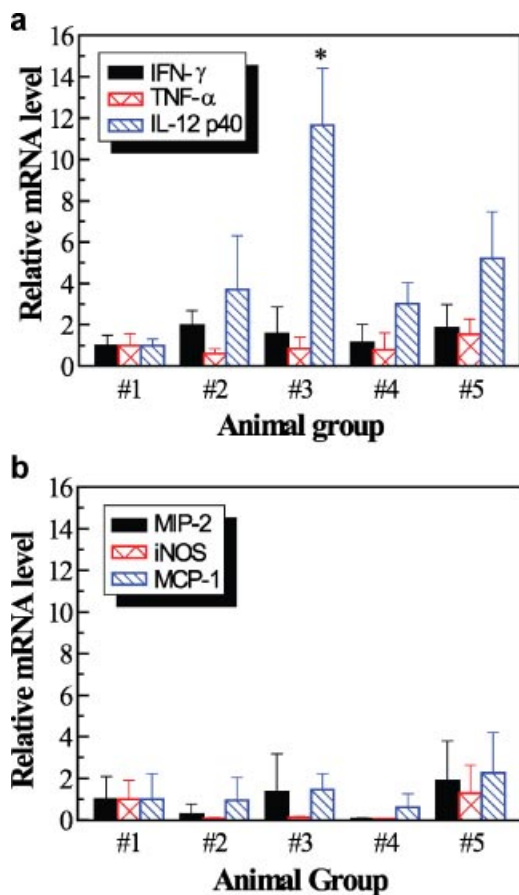 a
16
14
12
10
8
6
4
2
0
Relative mRNA level
IFN-γ
TNF-α
IL-12 p40
*
#1 #2 #3 #4 #5
Animal group
b
16
14
12
10
8
6
4
2
0
Relative mRNA level
MIP-2
iNOS
MCP-1
#1 #2 #3 #4 #5
Animal Group